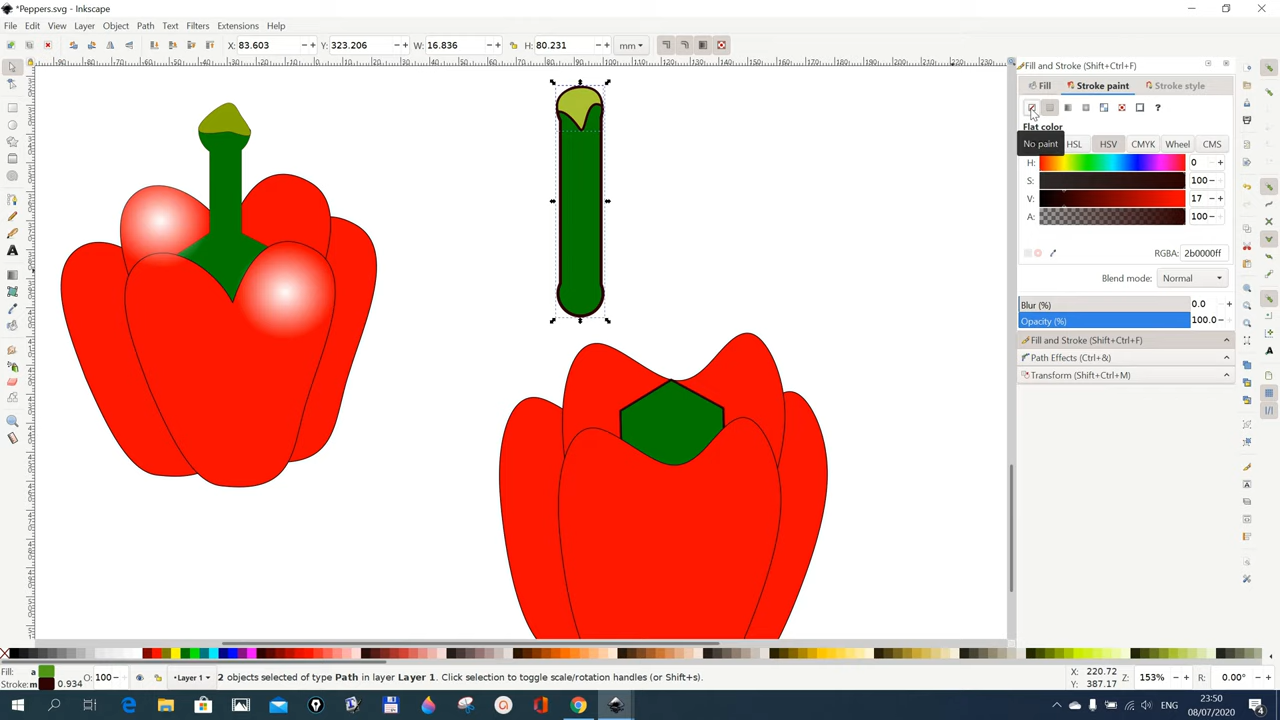 *Peppers.svg - Inkscape
File Edit View Layer Object Path Text Filters Extensions Help
X: 83.603 Y: 323.206 W: 16.836 H: 80.231 mm
Fill and Stroke (Shift+Ctrl+F)
Fill Stroke paint Stroke style
Flat color
No paint HSL HSV CMYK Wheel CMS
H: 0
S: 100
V: 17
A: 100
RGBA: 2b0000ff
Blend mode: Normal
Blur (%) 0.0
Opacity (%) 100.0
Fill and Stroke (Shift+Ctrl+F)
Path Effects (Ctrl+&)
Transform (Shift+Ctrl+M)
Fill: a O: 100 Layer 1 2 objects selected of type Path in layer Layer 1. Click selection to toggle scale/rotation handles (or Shift+s). X: 220.72 Z: 153% R: 0.00°
Stroke: m 0.934 Y: 387.17
23:50
08/07/2020